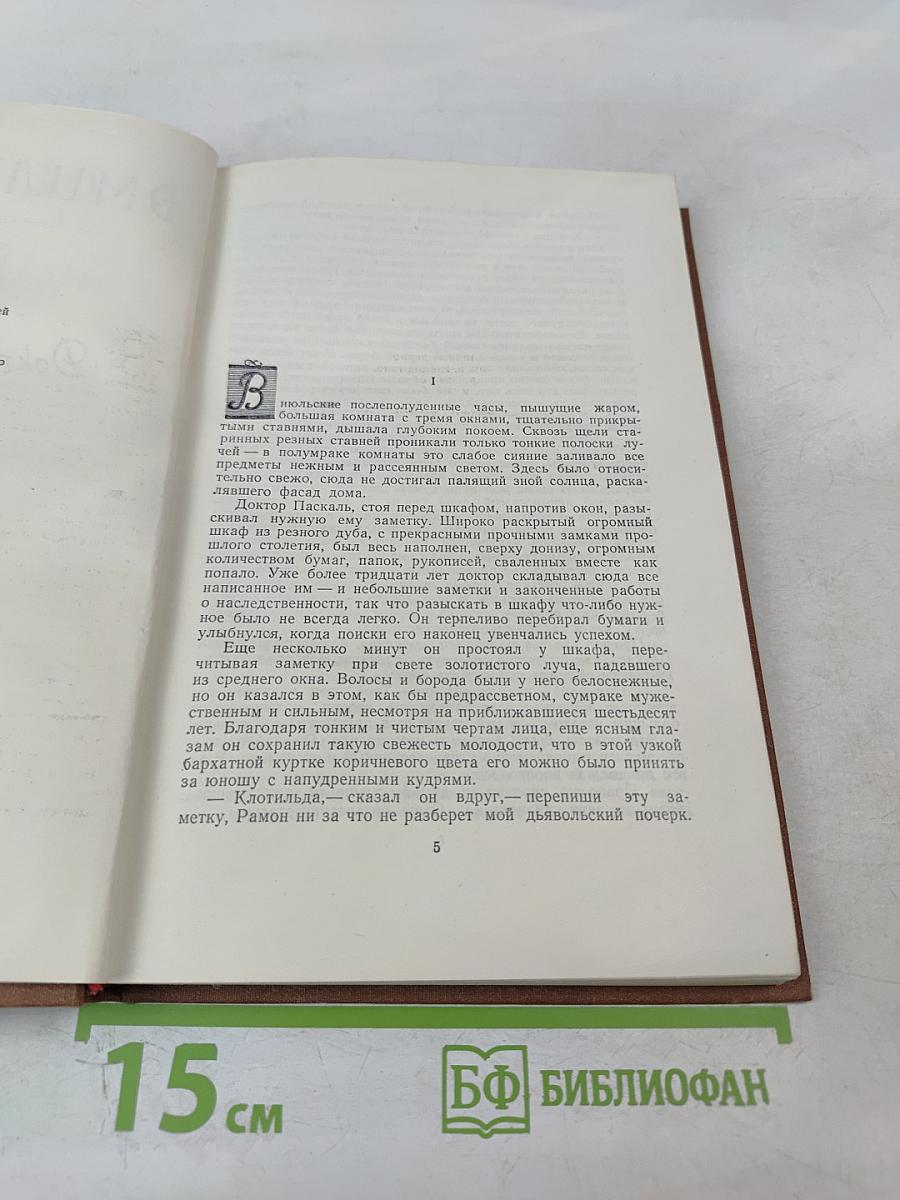 ей
I
В июльские послеполуденные часы, пышущие жаром,
большая комната с тремя окнами, тщательно прикры-
тыми ставнями, дышала глубоким покоем. Сквозь щели ста-
ринных резных ставней проникали только тонкие полоски лу-
чей — в полумраке комнаты это слабое сияние заливало все
предметы нежным и рассеянным светом. Здесь было относи-
тельно свежо, сюда не достигал палящий зной солнца, раска-
лявшего фасад дома.
Доктор Паскаль, стоя перед шкафом, напротив окон, разы-
скивал нужную ему заметку. Широко раскрытый огромный
шкаф из резного дуба, с прекрасными прочными замками про-
шлого столетия, был весь наполнен, сверху донизу, огромным
количеством бумаг, папок, рукописей, сваленных вместе как
попало. Уже более тридцати лет доктор складывал сюда все
написанное им — и небольшие заметки и законченные работы
о наследственности, так что разыскать в шкафу что-либо нуж-
ное было не всегда легко. Он терпеливо перебирал бумаги и
улыбнулся, когда поиски его наконец увенчались успехом.
Еще несколько минут он простоял у шкафа, пере-
читывая заметку при свете золотистого луча, падавшего
из среднего окна. Волосы и борода были у него белоснежные,
но он казался в этом, как бы предрассветном, сумраке муже-
ственным и сильным, несмотря на приближавшиеся шестьдесят
лет. Благодаря тонким и чистым чертам лица, еще ясным гла-
зам он сохранил такую свежесть молодости, что в этой узкой
бархатной куртке коричневого цвета его можно было принять
за юношу с напудренными кудрями.
— Клотильда,— сказал он вдруг,— перепиши эту за-
метку, Рамон ни за что не разберет мой дьявольский почерк.
5
15 см
БФ БИБЛИОФАН